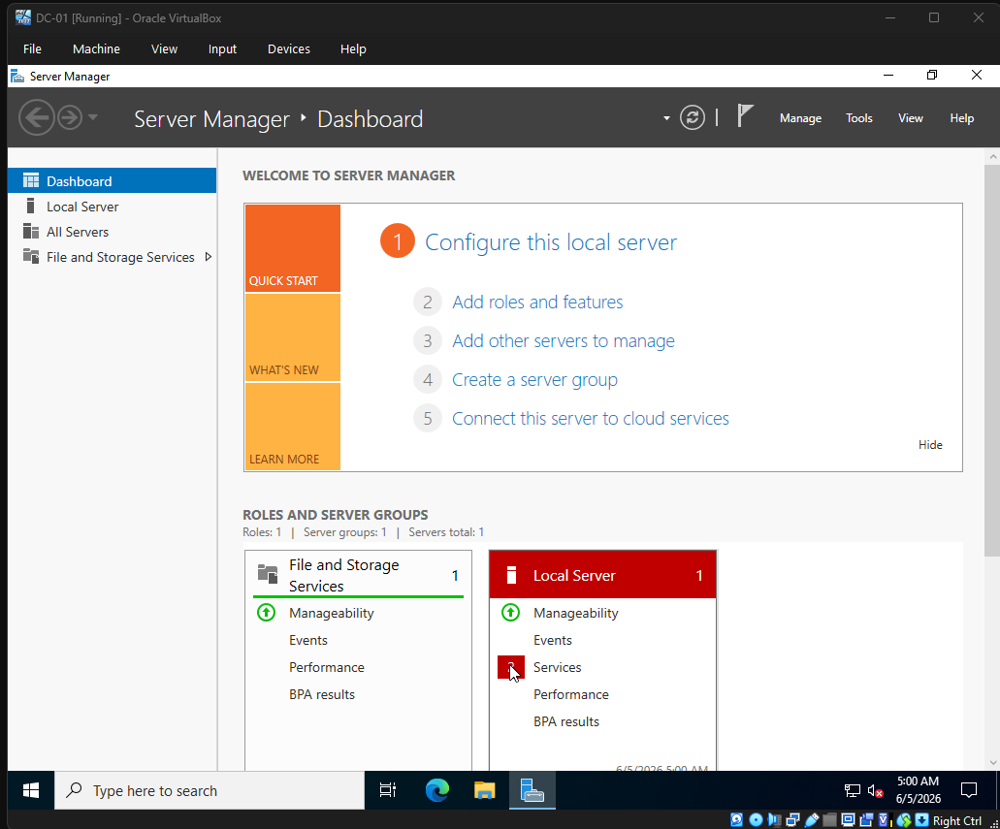 DC-01 [Running] - Oracle VirtualBox
File Machine View Input Devices Help
Server Manager
Server Manager Dashboard
Manage Tools View Help
Dashboard
Local Server
All Servers
File and Storage Services
WELCOME TO SERVER MANAGER
QUICK START
WHAT'S NEW
LEARN MORE
1 Configure this local server
2 Add roles and features
3 Add other servers to manage
4 Create a server group
5 Connect this server to cloud services
Hide
ROLES AND SERVER GROUPS
Roles: 1 | Server groups: 1 | Servers total: 1
File and Storage
Services
1
Manageability
Events
Performance
BPA results
Local Server 1
Manageability
Events
Services
Performance
BPA results
6/5/2026 5:00 AM
Type here to search
5:00 AM
6/5/2026
Right Ctrl